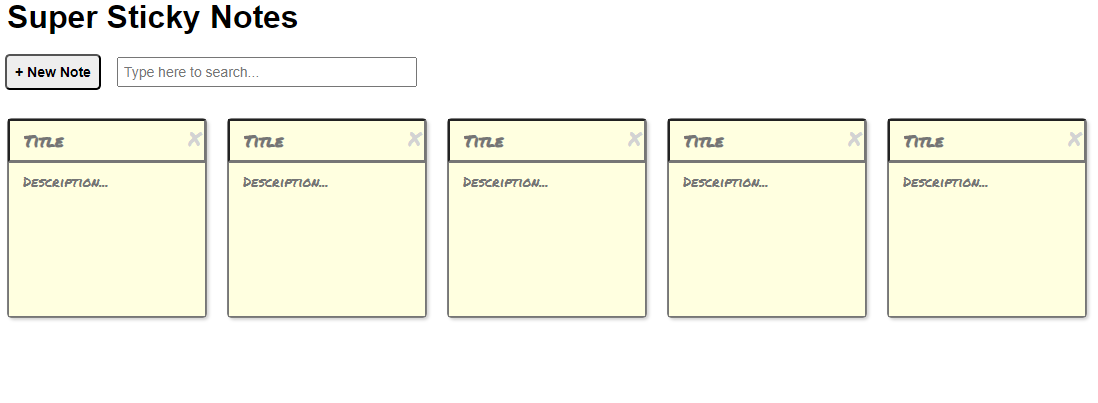 Super Sticky Notes
+ New Note Type here to search...
Title x Title x Title x Title x Title x
Description... Description... Description... Description... Description...